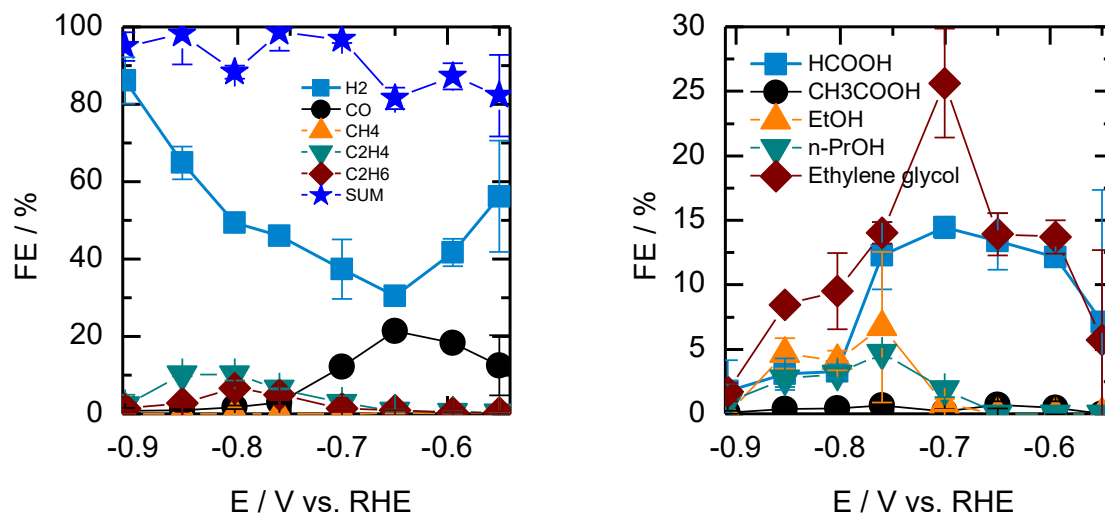 100
80
60
40
20
0
FE / %
H2
CO
CH4
C2H4
C2H6
SUM
-0.9
-0.8
-0.7
-0.6
E / V vs. RHE
30
25
20
15
10
5
0
FE / %
HCOOH
CH3COOH
EtOH
n-PrOH
Ethylene glycol
-0.9
-0.8
-0.7
-0.6
E / V vs. RHE